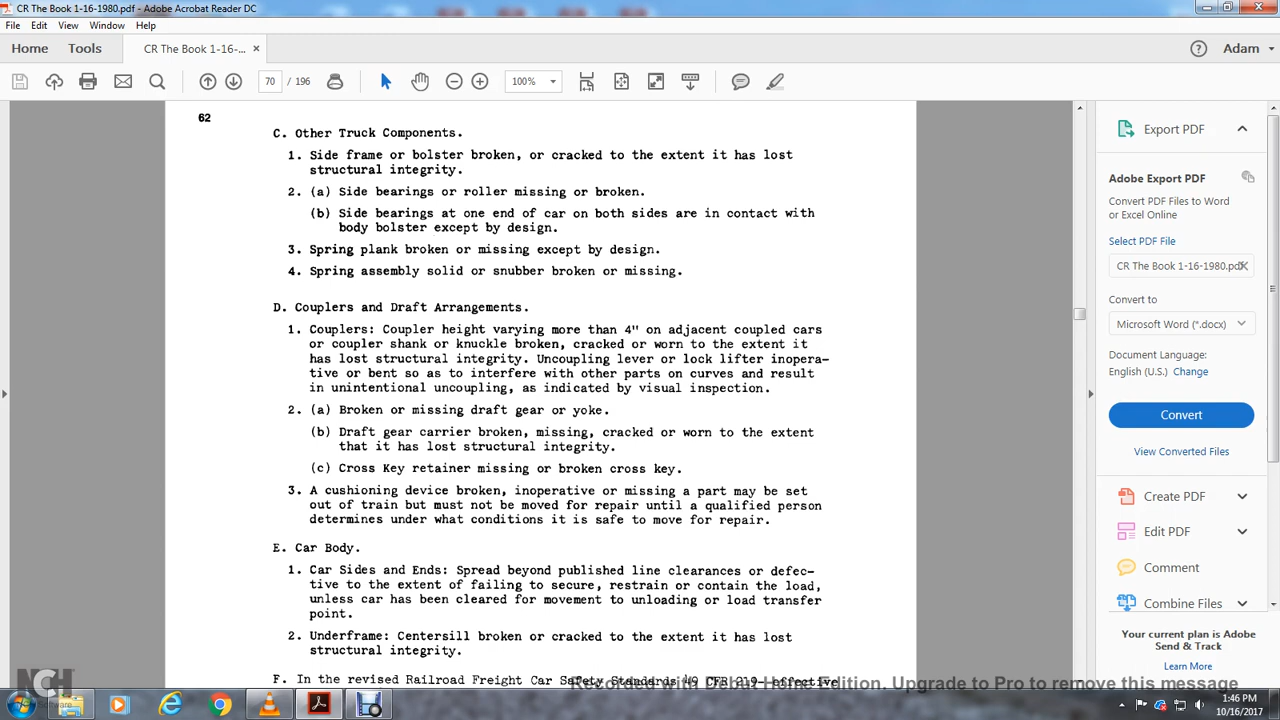 CR The Book 1-16-1980.pdf - Adobe Acrobat Reader DC
File Edit View Window Help
Home Tools CR The Book 1-16-... × Adam
70 / 196 100%
62
C. Other Truck Components.
1. Side frame or bolster broken, or cracked to the extent it has lost
structural integrity.
2. (a) Side bearings or roller missing or broken.
(b) Side bearings at one end of car on both sides are in contact with
body bolster except by design.
3. Spring plank broken or missing except by design.
4. Spring assembly solid or snubber broken or missing.
D. Couplers and Draft Arrangements.
1. Couplers: Coupler height varying more than 4" on adjacent coupled cars
or coupler shank or knuckle broken, cracked or worn to the extent it
has lost structural integrity. Uncoupling lever or lock lifter inopera-
tive or bent so as to interfere with other parts on curves and result
in unintentional uncoupling, as indicated by visual inspection.
2. (a) Broken or missing draft gear or yoke.
(b) Draft gear carrier broken, missing, cracked or worn to the extent
that it has lost structural integrity.
(c) Cross Key retainer missing or broken cross key.
3. A cushioning device broken, inoperative or missing a part may be set
out of train but must not be moved for repair until a qualified person
determines under what conditions it is safe to move for repair.
E. Car Body.
1. Car Sides and Ends: Spread beyond published line clearances or defec-
tive to the extent of failing to secure, restrain or contain the load,
unless car has been cleared for movement to unloading or load transfer
point.
2. Underframe: Centersill broken or cracked to the extent it has lost
structural integrity.
F. In the revised Railroad Freight Car Safety Standards 49 CFR 219 effective
Export PDF
Adobe Export PDF
Convert PDF Files to Word
or Excel Online
Select PDF File
CR The Book 1-16-1980.pdf
Convert to
Microsoft Word (*.docx)
Document Language:
English (U.S.) Change
Convert
View Converted Files
Create PDF
Edit PDF
Comment
Combine Files
Your current plan is Adobe
Send & Track
Learn More
NCH
Software
Recorded with Debut Home Edition. Upgrade to Pro to remove this message
1:46 PM
10/16/2017